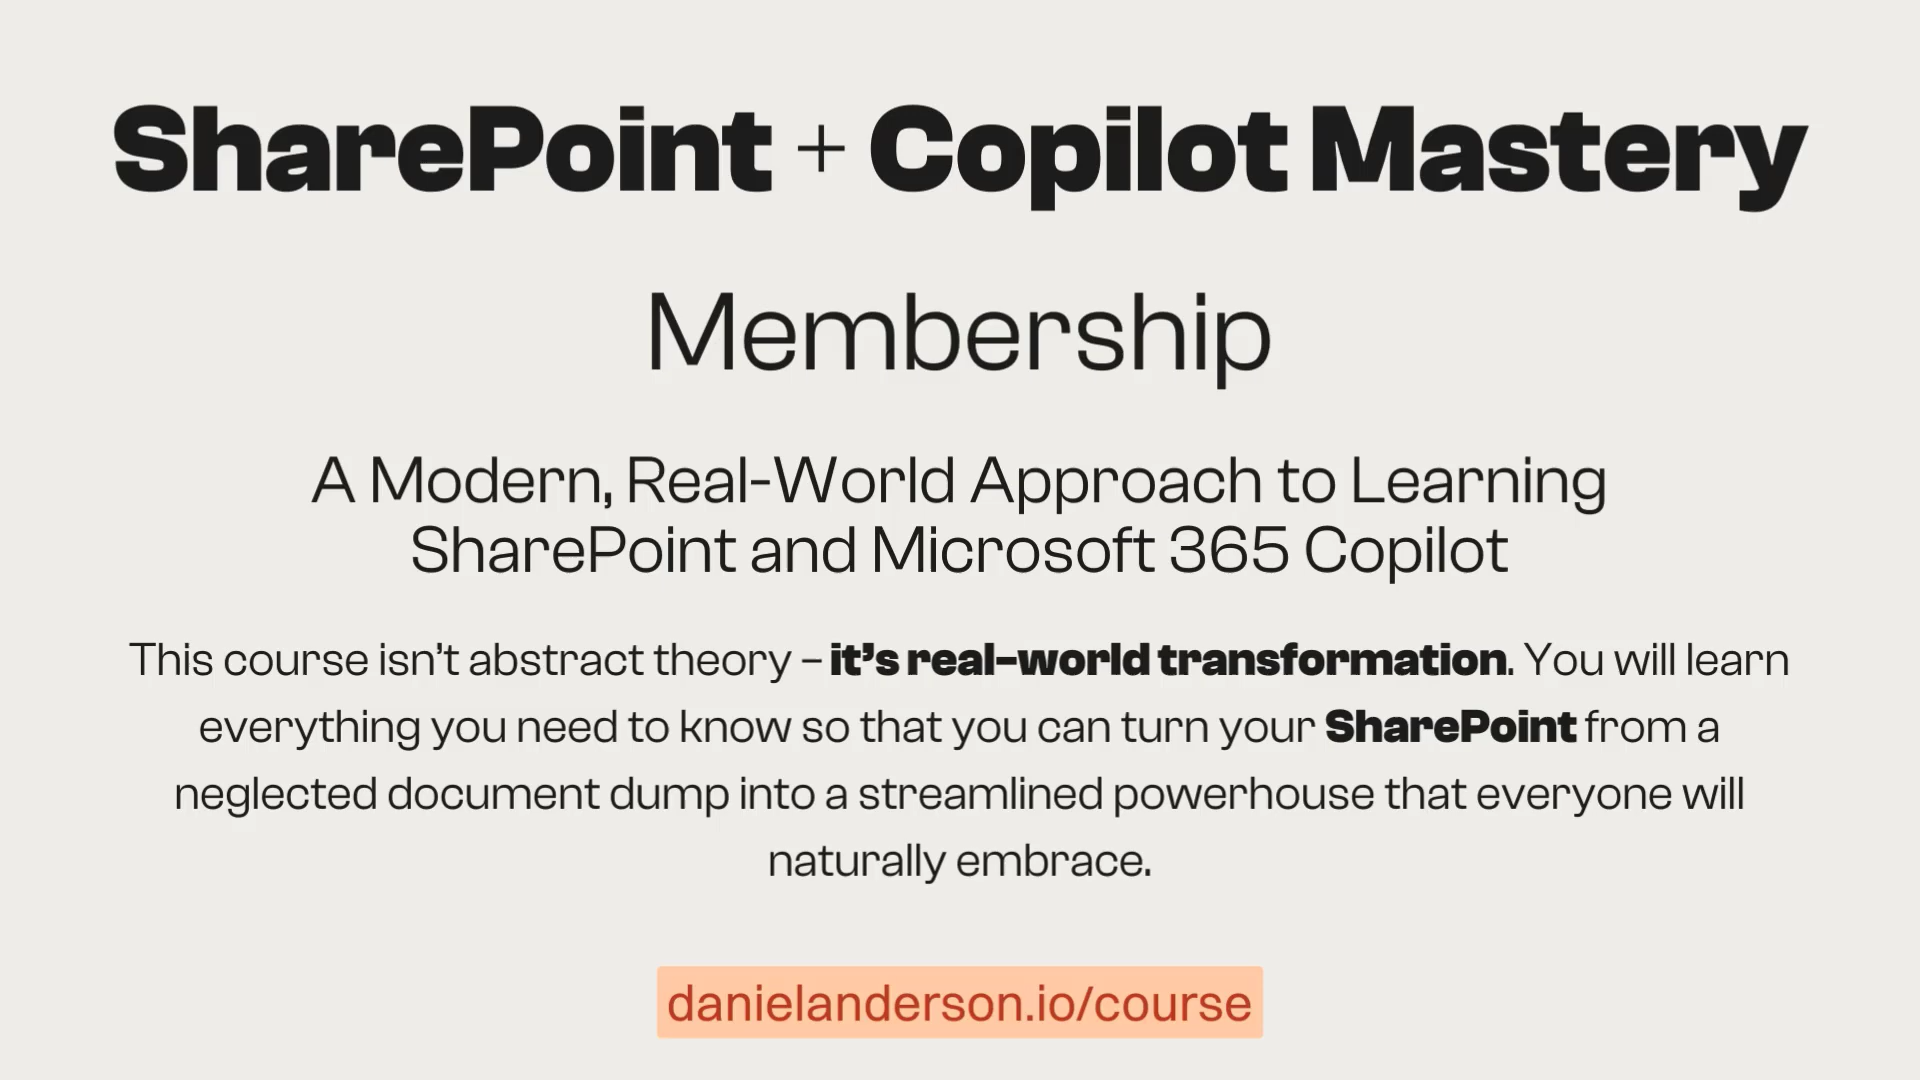 SharePoint + Copilot Mastery
Membership
A Modern, Real-World Approach to Learning
SharePoint and Microsoft 365 Copilot
This course isn’t abstract theory – it’s real-world transformation. You will learn
everything you need to know so that you can turn your SharePoint from a
neglected document dump into a streamlined powerhouse that everyone will
naturally embrace.
danielanderson.io/course